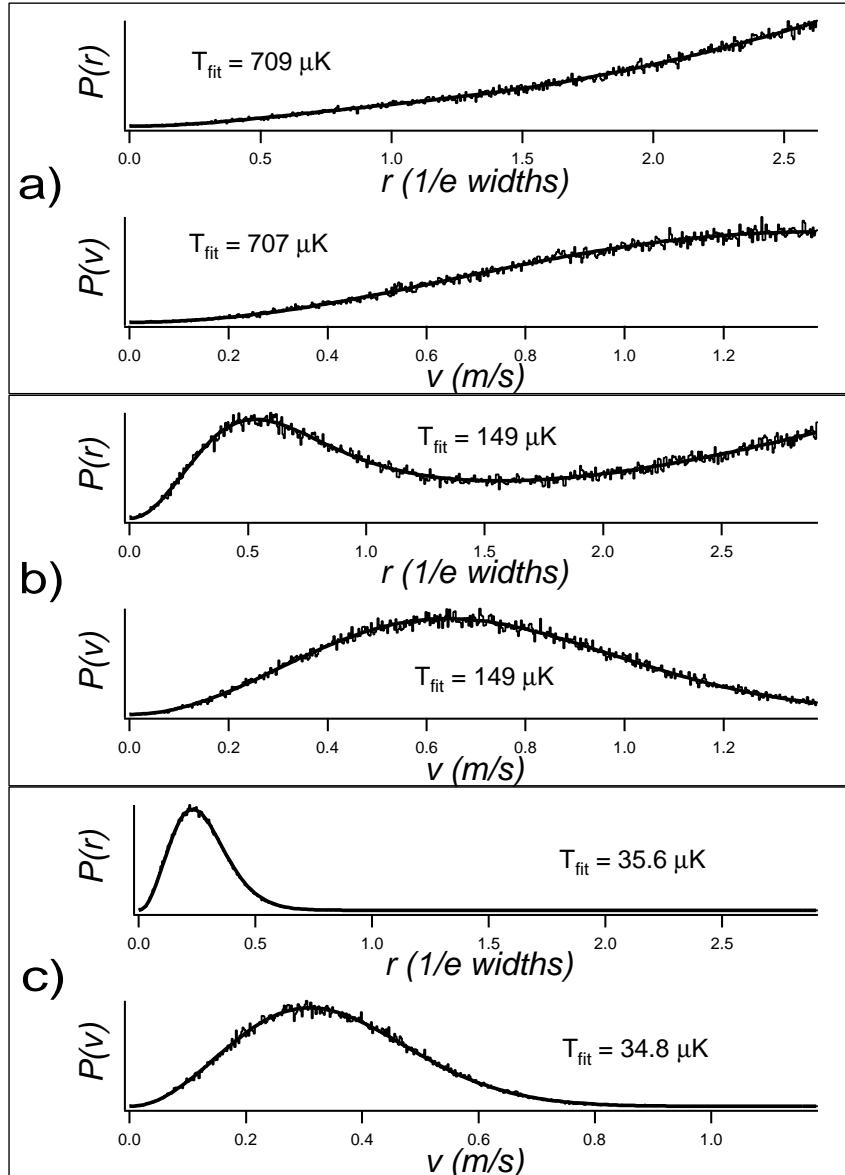 a)
P(r)
T_fit = 709 μK
0.0 0.5 1.0 1.5 2.0 2.5
r (1/e widths)
P(v)
T_fit = 707 μK
0.0 0.2 0.4 0.6 0.8 1.0 1.2
v (m/s)
b)
P(r)
T_fit = 149 μK
0.0 0.5 1.0 1.5 2.0 2.5
r (1/e widths)
P(v)
T_fit = 149 μK
0.0 0.2 0.4 0.6 0.8 1.0 1.2
v (m/s)
c)
P(r)
T_fit = 35.6 μK
0.0 0.5 1.0 1.5 2.0 2.5
r (1/e widths)
P(v)
T_fit = 34.8 μK
0.0 0.2 0.4 0.6 0.8 1.0
v (m/s)